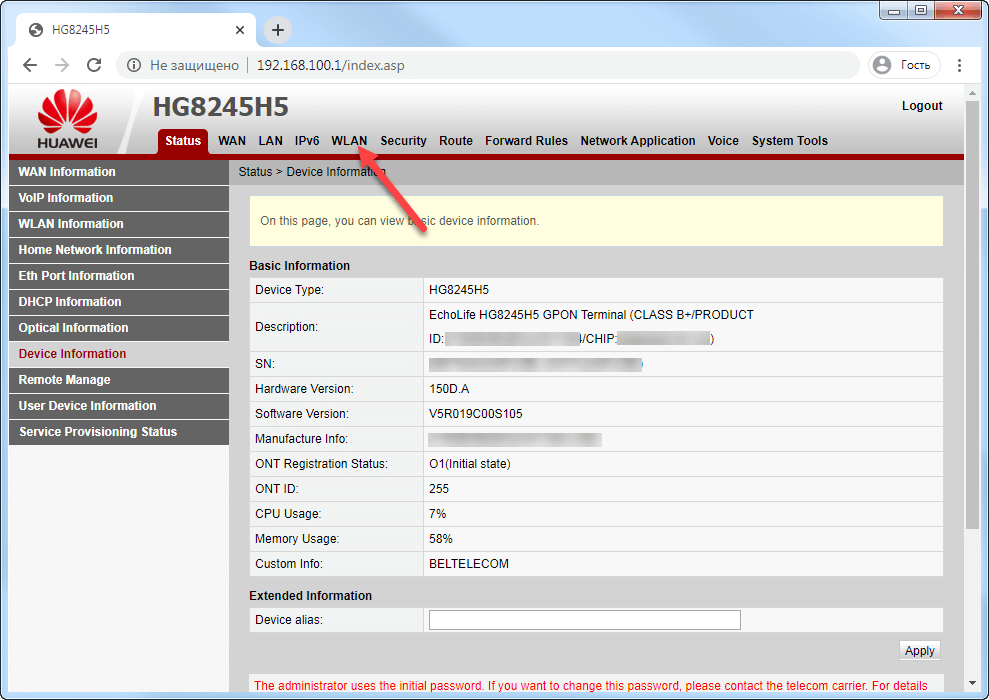 HG8245H5
Не защищено
192.168.100.1/index.asp
Гость
HUAWEI
HG8245H5
Logout
Status WAN LAN IPv6 WLAN Security Route Forward Rules Network Application Voice System Tools
WAN Information
VoIP Information
WLAN Information
Home Network Information
Eth Port Information
DHCP Information
Optical Information
Device Information
Remote Manage
User Device Information
Service Provisioning Status
Status > Device Information
On this page, you can view basic device information.
Basic Information
Device Type: HG8245H5
Description: EchoLife HG8245H5 GPON Terminal (CLASS B+/PRODUCT
ID: 4/CHIP: )
SN:
Hardware Version: 150D.A
Software Version: V5R019C00S105
Manufacture Info:
ONT Registration Status: O1(Initial state)
ONT ID: 255
CPU Usage: 7%
Memory Usage: 58%
Custom Info: BELTELECOM
Extended Information
Device alias:
Apply
The administrator uses the initial password. If you want to change this password, please contact the telecom carrier. For details